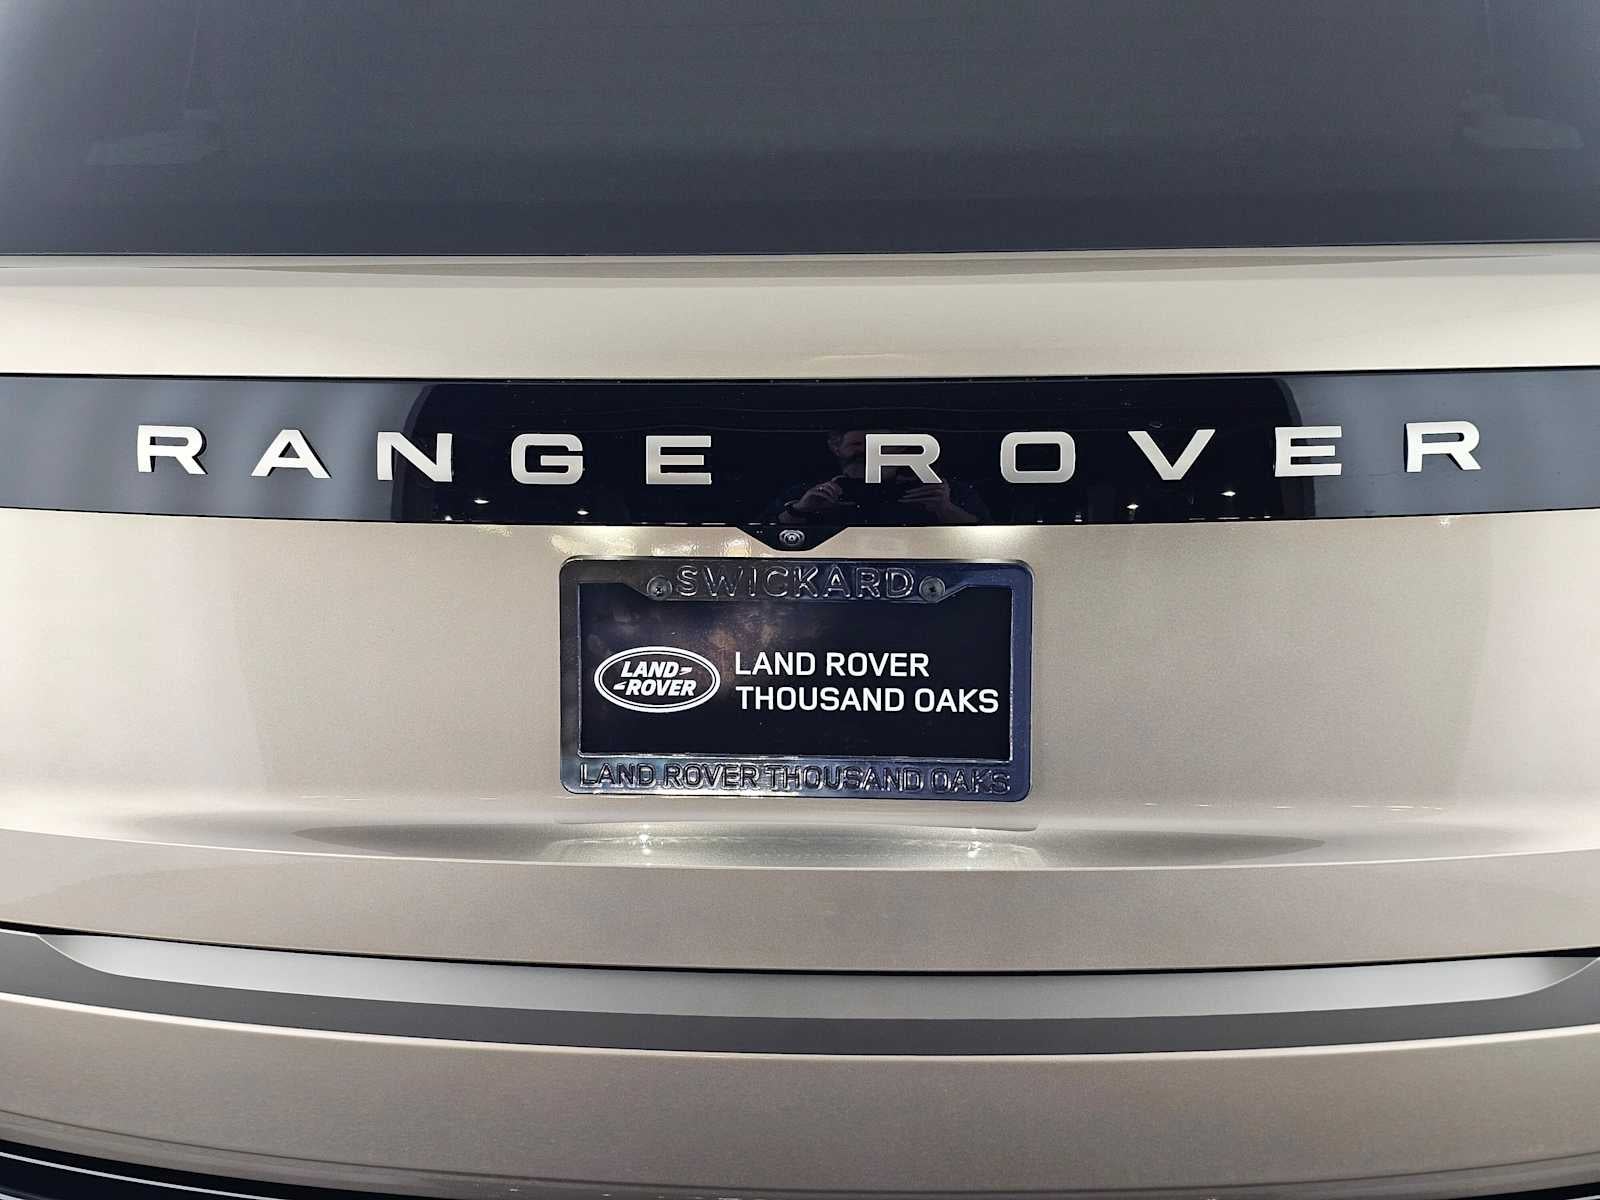 RANGE ROVER
SWICKARD
LAND
ROVER
LAND ROVER
THOUSAND OAKS
LAND ROVER THOUSAND OAKS